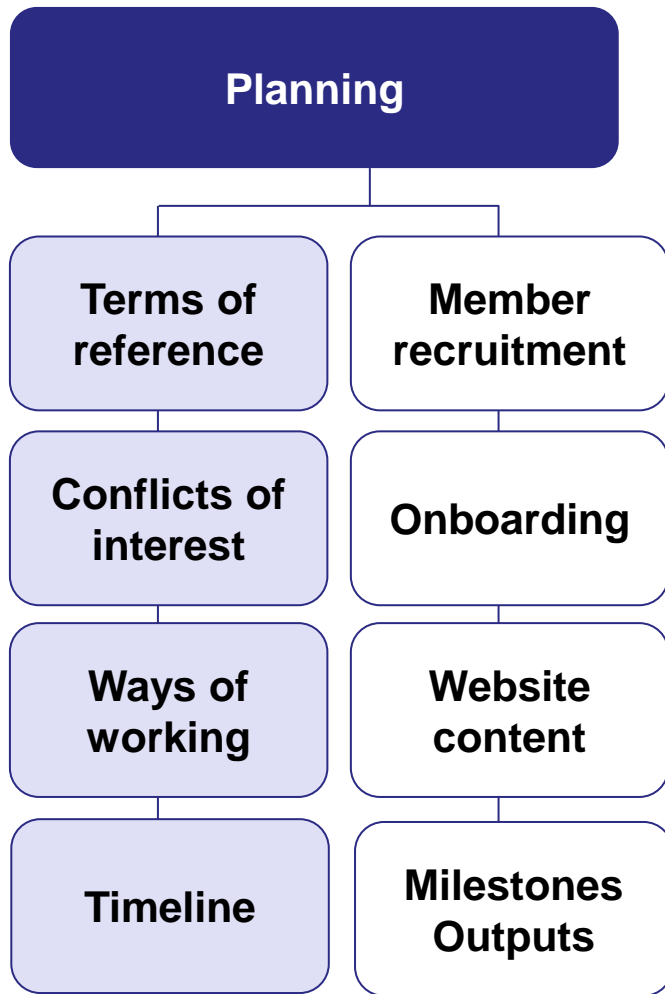 Planning
Terms of
reference
Member
recruitment
Conflicts of
interest
Onboarding
Ways of
working
Website
content
Timeline
Milestones
Outputs